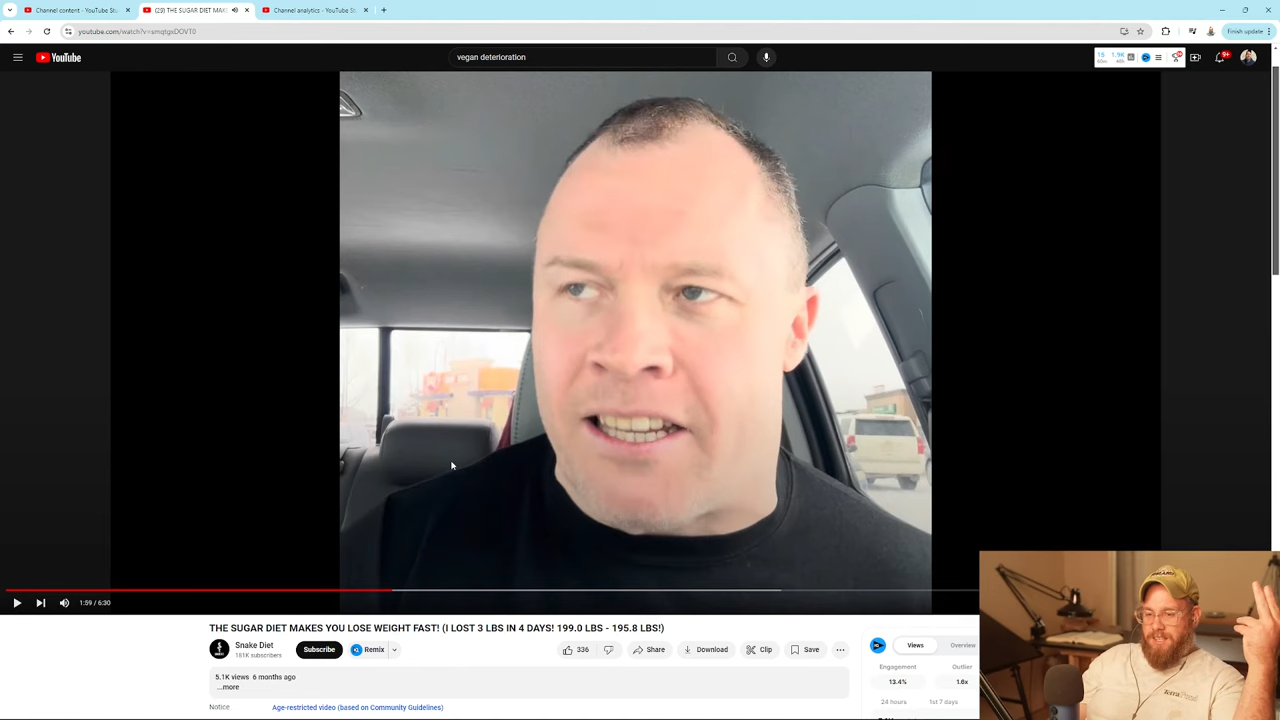 Channel content - YouTube Stu
(29) THE SUGAR DIET MAK
Channel analytics - YouTube S
youtube.com/watch?v=smqtgxDOVT0
Finish update
YouTube
vegan deterioration
9+
1:59 / 6:30
THE SUGAR DIET MAKES YOU LOSE WEIGHT FAST! (I LOST 3 LBS IN 4 DAYS! 199.0 LBS - 195.8 LBS!)
Snake Diet
181K subscribers
Subscribe
Remix
336
Share
Download
Clip
Save
5.1K views 6 months ago
...more
Notice
Age-restricted video (based on Community Guidelines)
Views
Overview
Engagement
Outlier
13.4%
1.6x
24 hours
1st 7 days